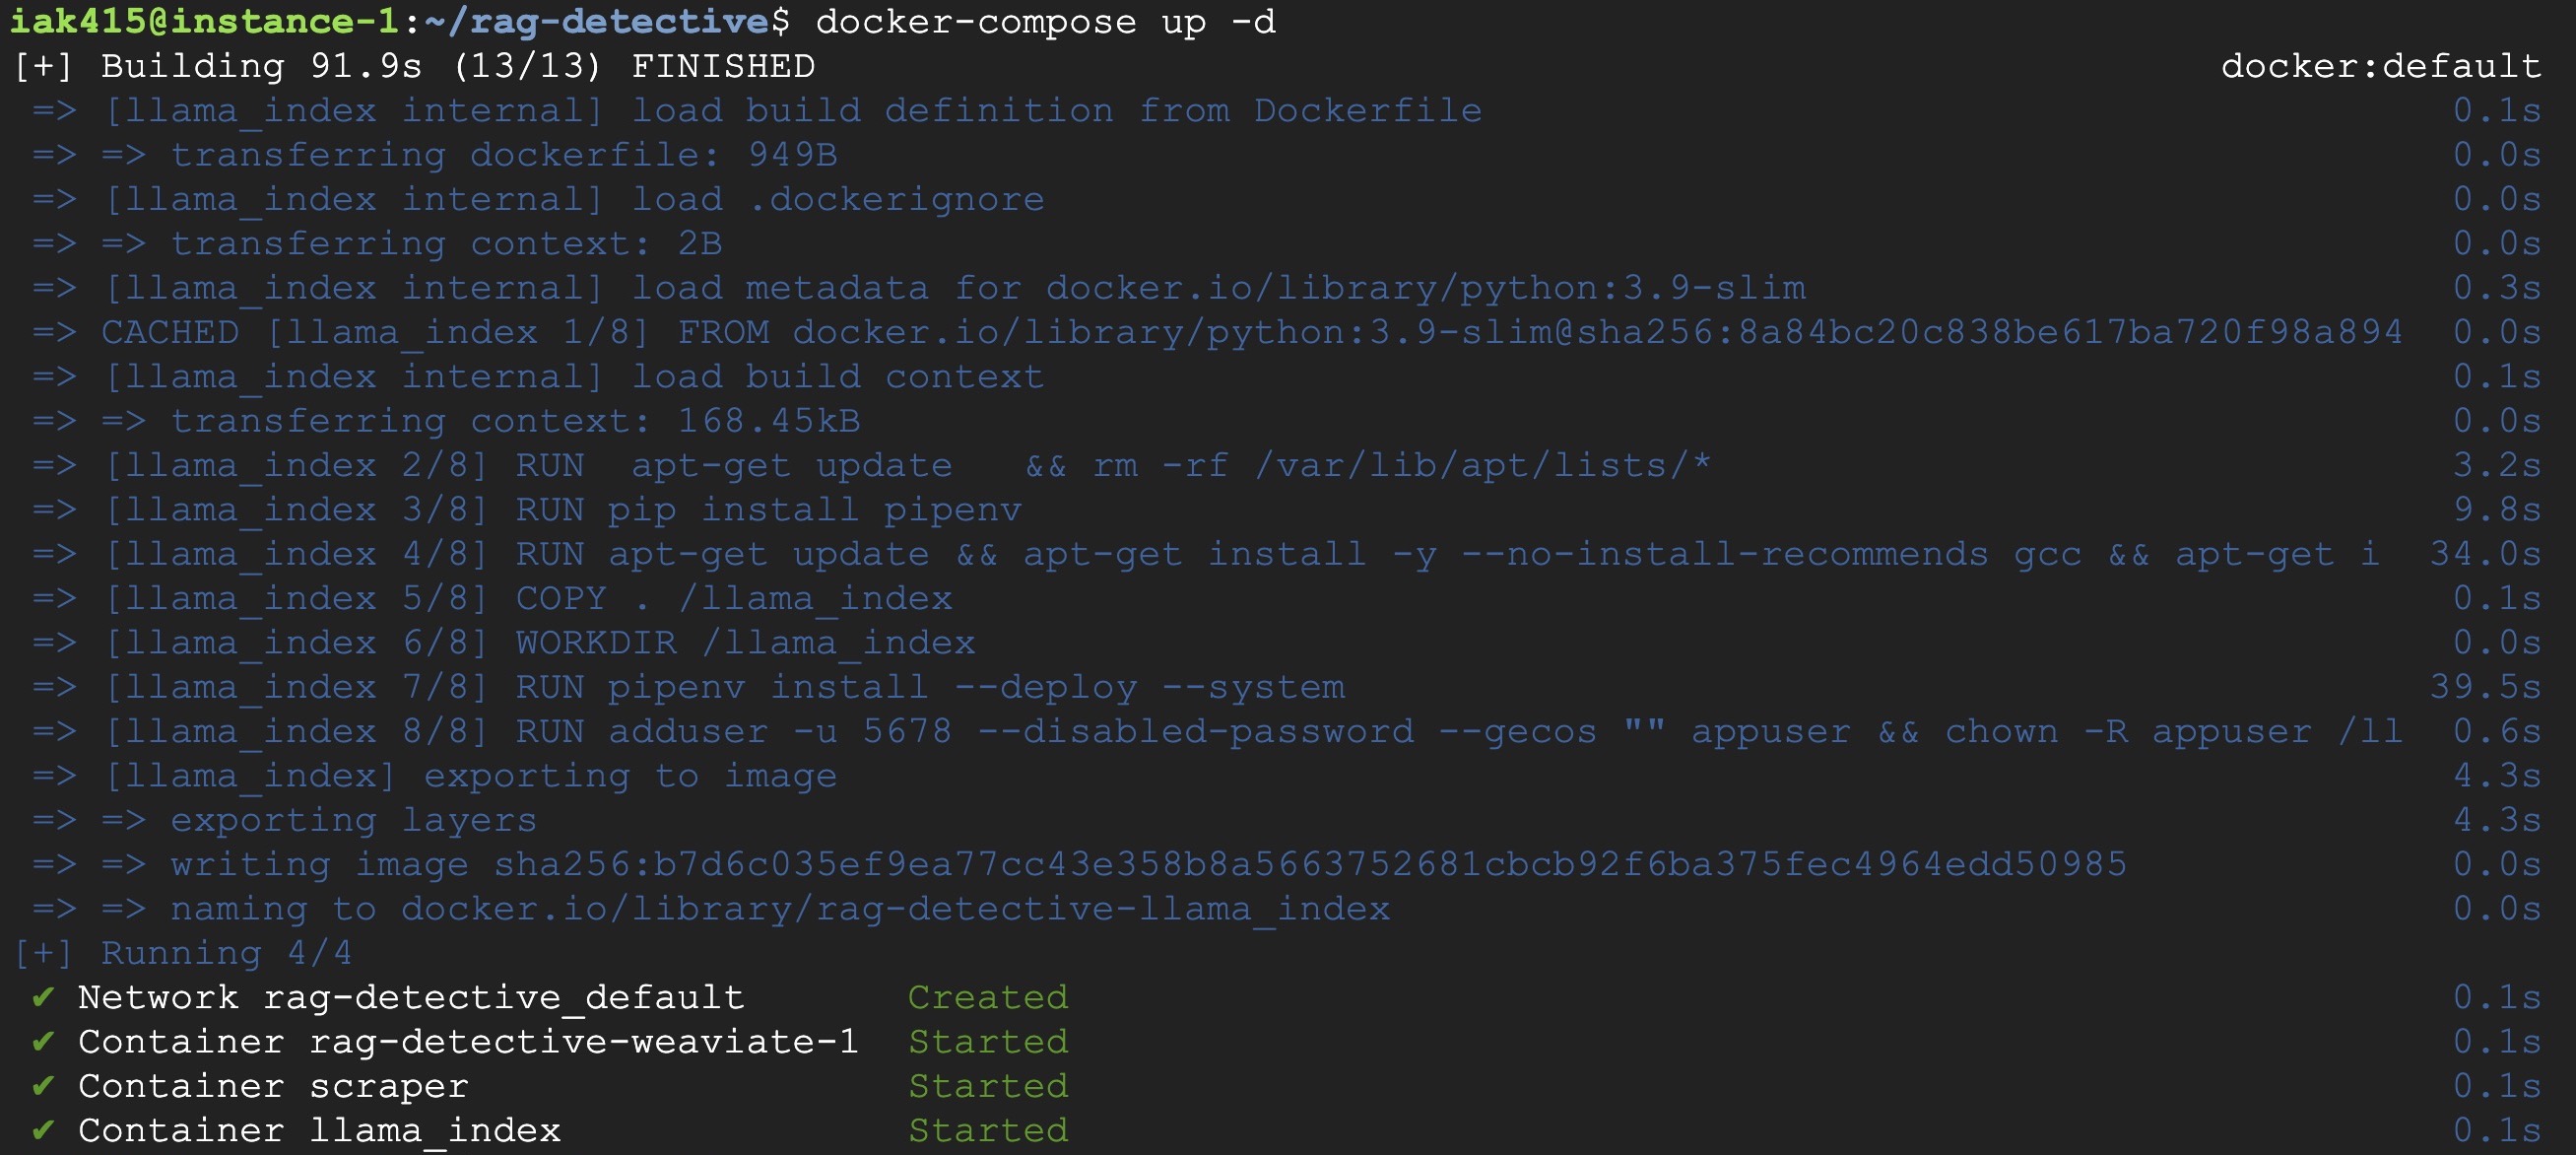 iak415@instance-1:~/rag-detective$ docker-compose up -d
[+] Building 91.9s (13/13) FINISHED docker:default
=> [llama_index internal] load build definition from Dockerfile 0.1s
=> => transferring dockerfile: 949B 0.0s
=> [llama_index internal] load .dockerignore 0.0s
=> => transferring context: 2B 0.0s
=> [llama_index internal] load metadata for docker.io/library/python:3.9-slim 0.3s
=> CACHED [llama_index 1/8] FROM docker.io/library/python:3.9-slim@sha256:8a84bc20c838be617ba720f98a894 0.0s
=> [llama_index internal] load build context 0.1s
=> => transferring context: 168.45kB 0.0s
=> [llama_index 2/8] RUN  apt-get update   && rm -rf /var/lib/apt/lists/* 3.2s
=> [llama_index 3/8] RUN pip install pipenv 9.8s
=> [llama_index 4/8] RUN apt-get update && apt-get install -y --no-install-recommends gcc && apt-get i 34.0s
=> [llama_index 5/8] COPY . /llama_index 0.1s
=> [llama_index 6/8] WORKDIR /llama_index 0.0s
=> [llama_index 7/8] RUN pipenv install --deploy --system 39.5s
=> [llama_index 8/8] RUN adduser -u 5678 --disabled-password --gecos "" appuser && chown -R appuser /ll 0.6s
=> [llama_index] exporting to image 4.3s
=> => exporting layers 4.3s
=> => writing image sha256:b7d6c035ef9ea77cc43e358b8a5663752681cbcb92f6ba375fec4964edd50985 0.0s
=> => naming to docker.io/library/rag-detective-llama_index 0.0s
[+] Running 4/4
✔ Network rag-detective_default Created 0.1s
✔ Container rag-detective-weaviate-1 Started 0.1s
✔ Container scraper Started 0.1s
✔ Container llama_index Started 0.1s